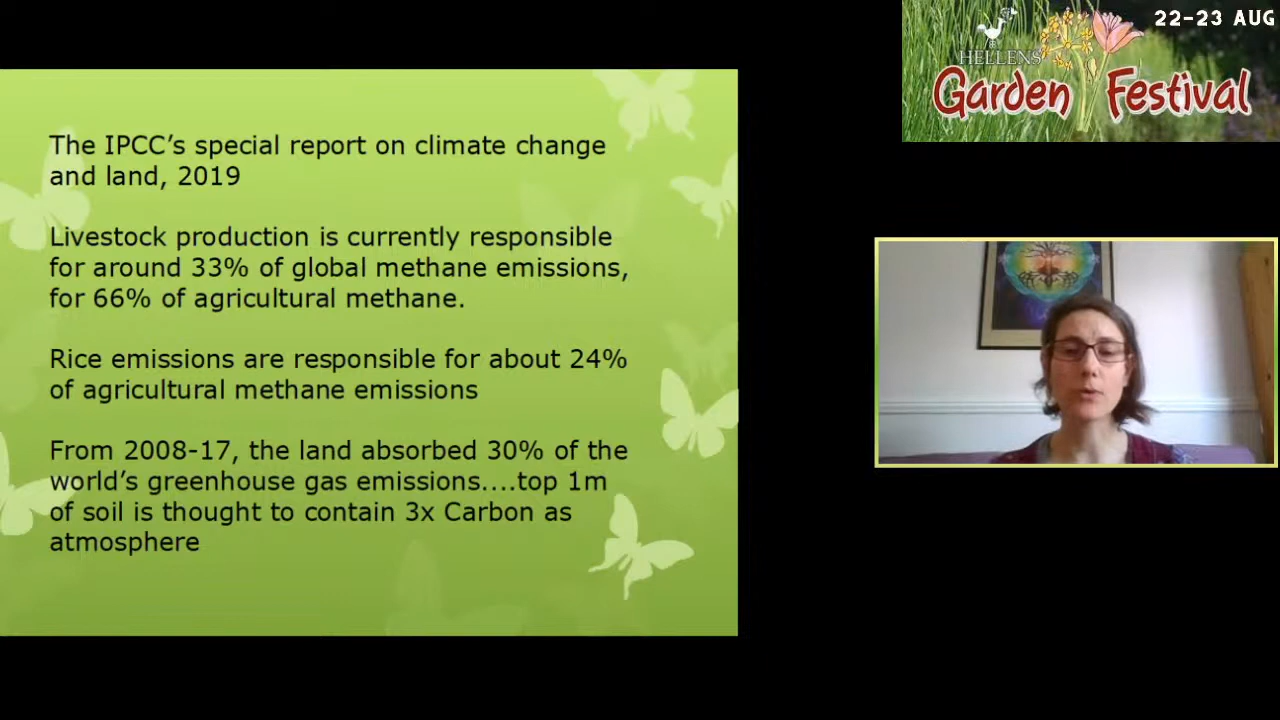 22-23 AUG
HELLENS
Garden Festival
The IPCC’s special report on climate change
and land, 2019
Livestock production is currently responsible
for around 33% of global methane emissions,
for 66% of agricultural methane.
Rice emissions are responsible for about 24%
of agricultural methane emissions
From 2008-17, the land absorbed 30% of the
world’s greenhouse gas emissions....top 1m
of soil is thought to contain 3x Carbon as
atmosphere